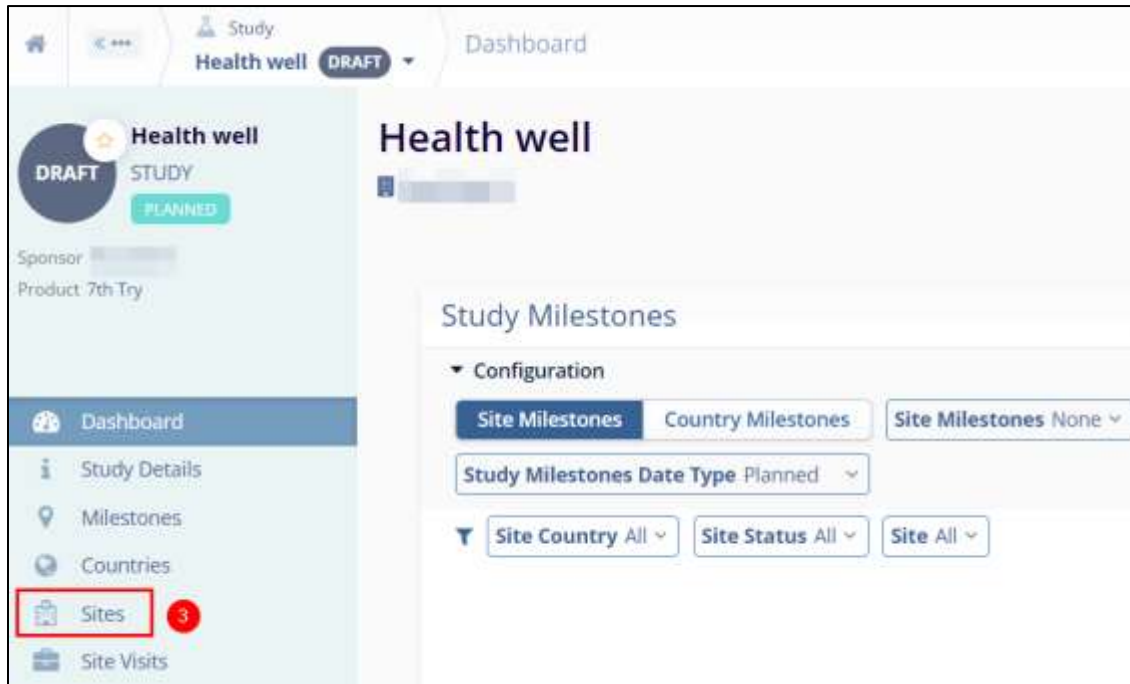 Study
Health well DRAFT
Dashboard
DRAFT
Health well
STUDY
PLANNED
Sponsor
Product 7th Try
Dashboard
Study Details
Milestones
Countries
Sites 3
Site Visits
Health well
Study Milestones
Configuration
Site Milestones Country Milestones Site Milestones None
Study Milestones Date Type Planned
Site Country All Site Status All Site All